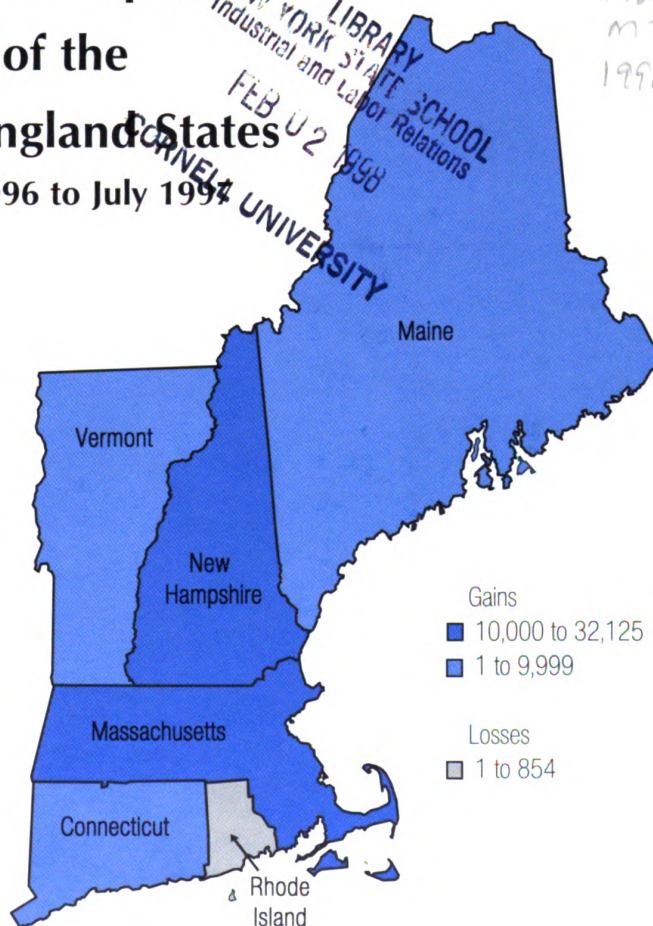 of the
ngland States
96 to July 1997
LIBRARY
NEW YORK STATE SCHOOL
Industrial and Labor Relations
FEB 02 1998
CORNELL UNIVERSITY
199
Maine
Vermont
New
Hampshire
Massachusetts
Connecticut
Rhode
Island
Gains
10,000 to 32,125
1 to 9,999
Losses
1 to 854